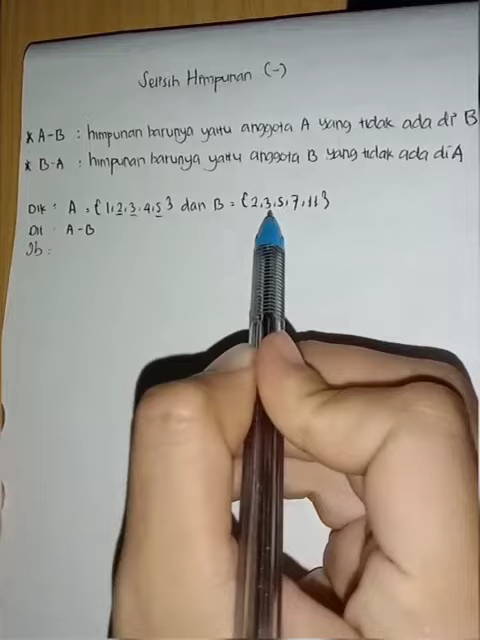 Selisih Himpunan (-)
* A-B : himpunan barunya yaitu anggota A yang tidak ada di B
* B-A : himpunan barunya yaitu anggota B yang tidak ada di A
Dik : A = {1,2,3,4,5} dan B = {2,3,5,7,11}
Dit : A-B
Jb :